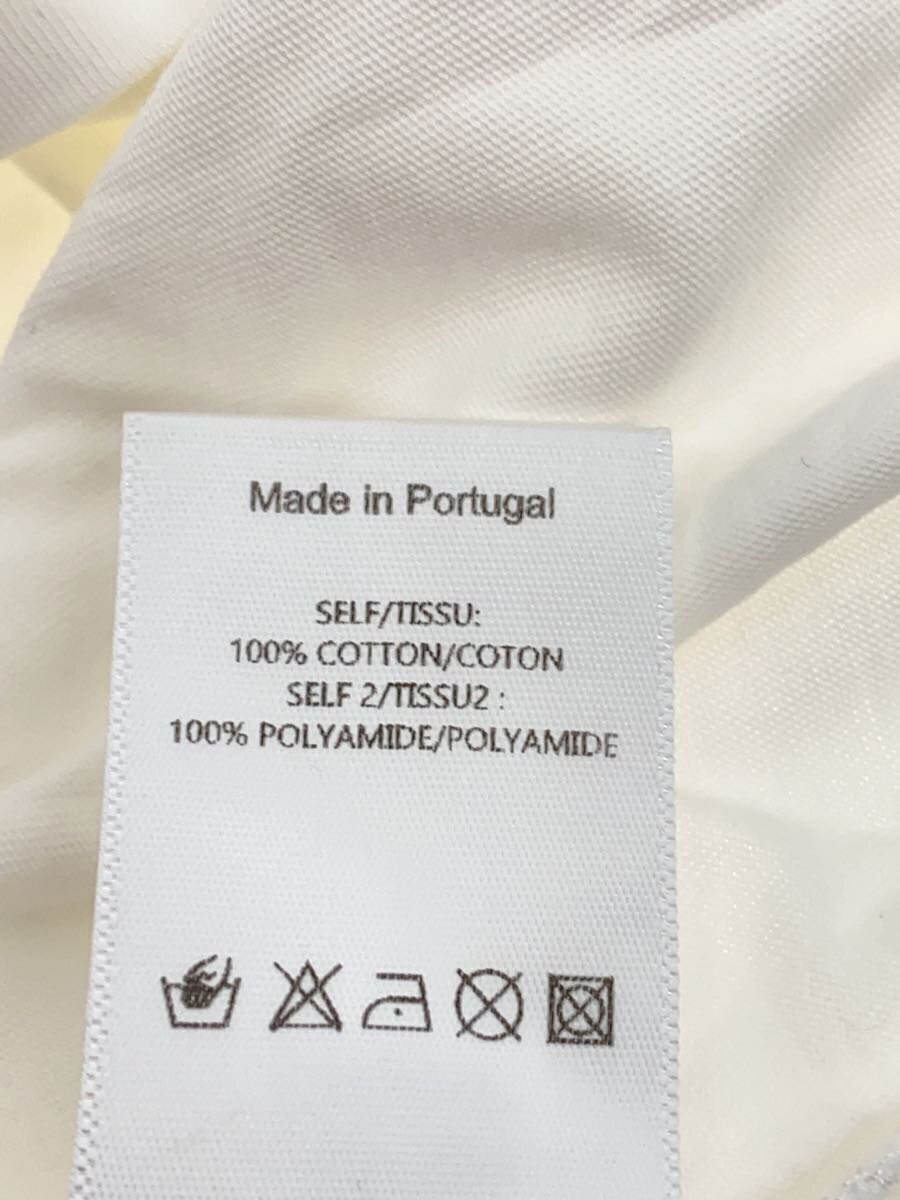 Made in Portugal
SELF/TISSU:
100% COTTON/COTON
SELF 2/TISSU2 :
100% POLYAMIDE/POLYAMIDE